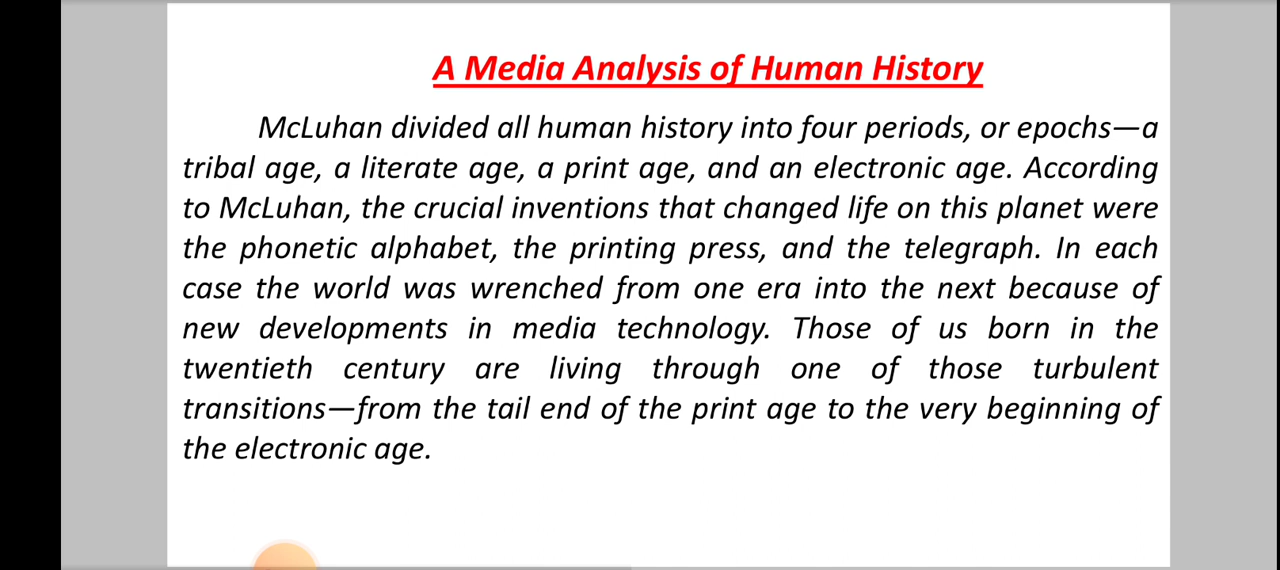 A Media Analysis of Human History
McLuhan divided all human history into four periods, or epochs—a
tribal age, a literate age, a print age, and an electronic age. According
to McLuhan, the crucial inventions that changed life on this planet were
the phonetic alphabet, the printing press, and the telegraph. In each
case the world was wrenched from one era into the next because of
new developments in media technology. Those of us born in the
twentieth century are living through one of those turbulent
transitions—from the tail end of the print age to the very beginning of
the electronic age.